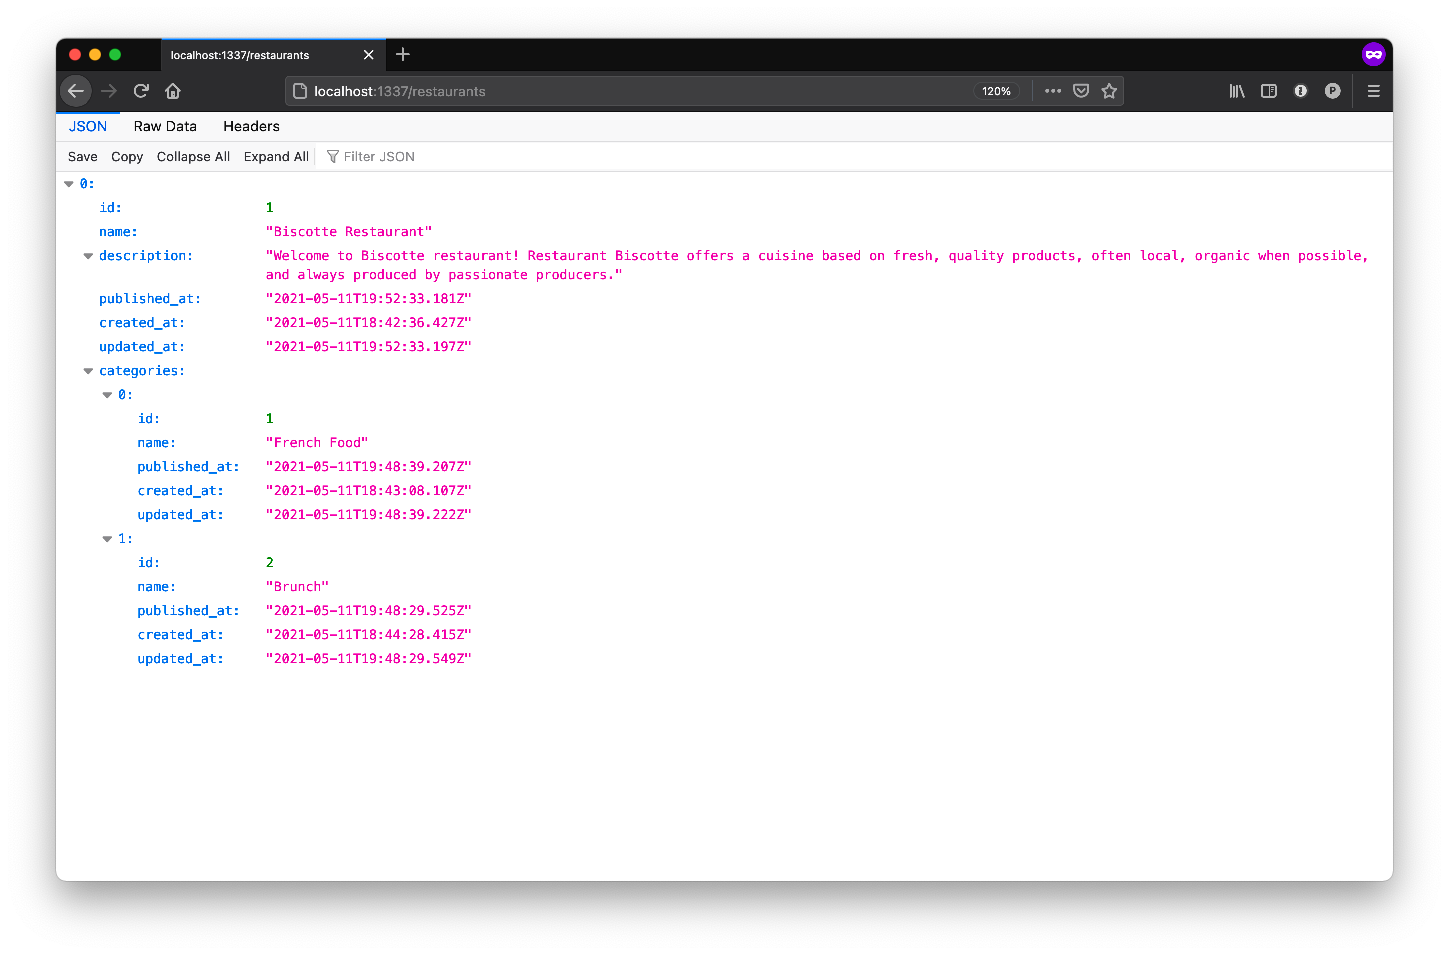 localhost:1337/restaurants
localhost:1337/restaurants 120%
JSON Raw Data Headers
Save Copy Collapse All Expand All Filter JSON
0:
id: 1
name: "Biscotte Restaurant"
description: "Welcome to Biscotte restaurant! Restaurant Biscotte offers a cuisine based on fresh, quality products, often local, organic when possible,
and always produced by passionate producers."
published_at: "2021-05-11T19:52:33.181Z"
created_at: "2021-05-11T18:42:36.427Z"
updated_at: "2021-05-11T19:52:33.197Z"
categories:
0:
id: 1
name: "French Food"
published_at: "2021-05-11T19:48:39.207Z"
created_at: "2021-05-11T18:43:08.107Z"
updated_at: "2021-05-11T19:48:39.222Z"
1:
id: 2
name: "Brunch"
published_at: "2021-05-11T19:48:29.525Z"
created_at: "2021-05-11T18:44:28.415Z"
updated_at: "2021-05-11T19:48:29.549Z"